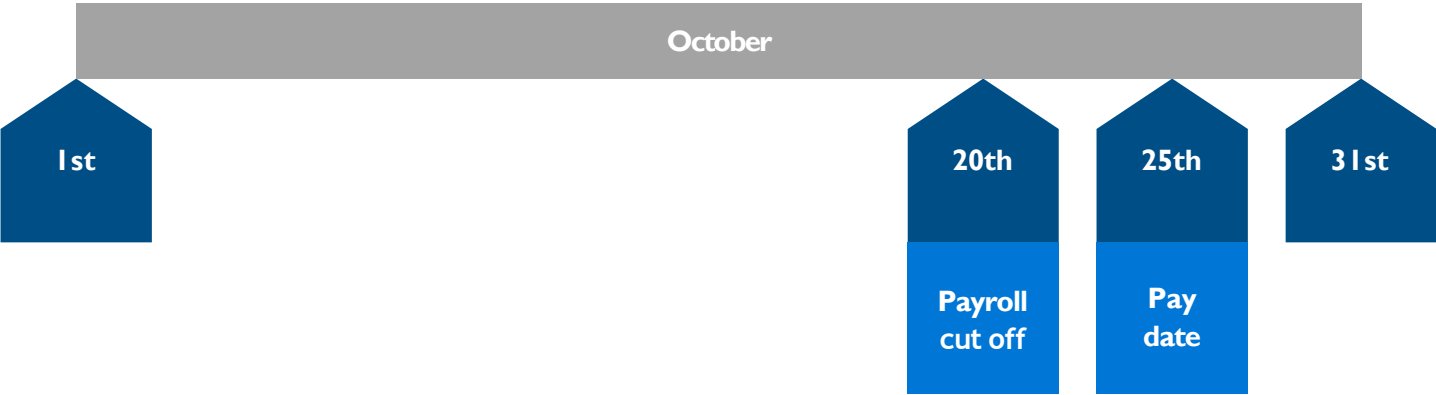 October
1st
20th
25th
31st
Payroll
cut off
Pay
date